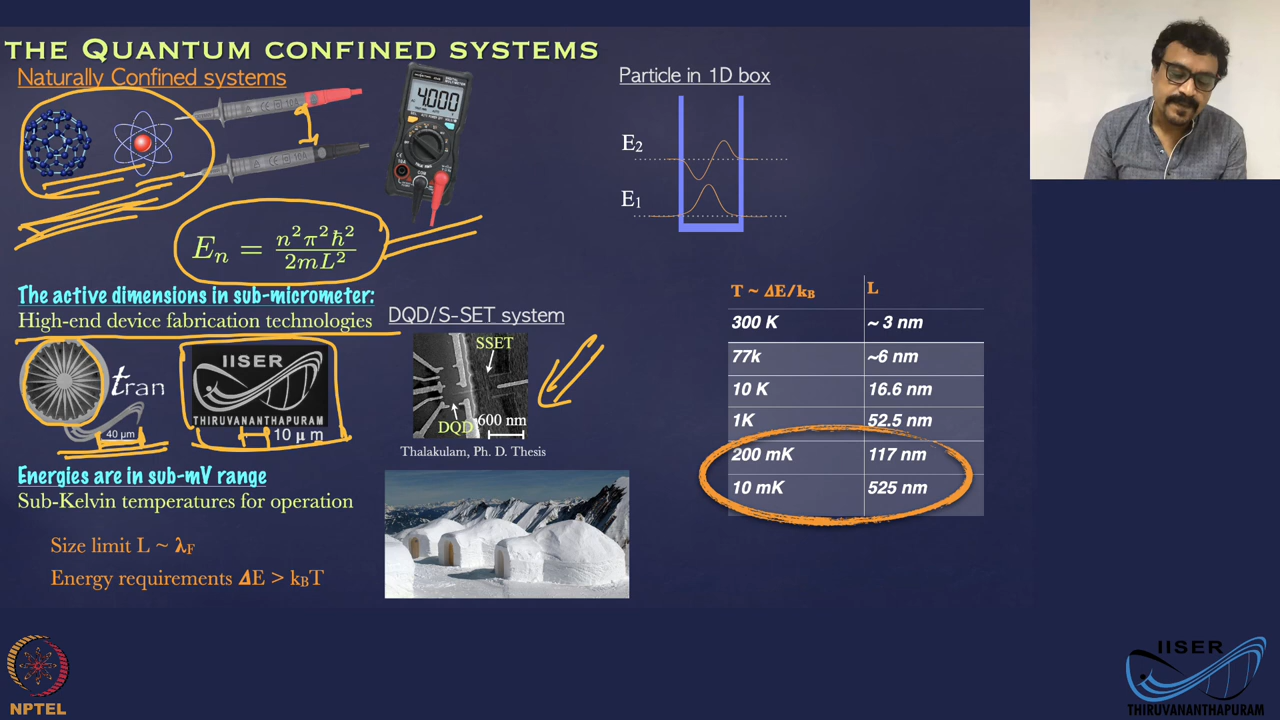 THE QUANTUM CONFINED SYSTEMS
Naturally Confined systems
4.000
10A
10A
COM
E_n = n²π²ħ² / 2mL²
The active dimensions in sub-micrometer:
High-end device fabrication technologies
tran
40 μm
IISER
THIRUVANANTHAPURAM
10 μm
Energies are in sub-mV range
Sub-Kelvin temperatures for operation
Size limit L ~ λF
Energy requirements ΔE > kBT
DQD/S-SET system
SSET
DQD
600 nm
Thalakulam, Ph. D. Thesis
Particle in 1D box
E2
E1
T ~ ΔE/kB L
300 K ~ 3 nm
77k ~6 nm
10 K 16.6 nm
1K 52.5 nm
200 mK 117 nm
10 mK 525 nm
NPTEL
IISER
THIRUVANANTHAPURAM